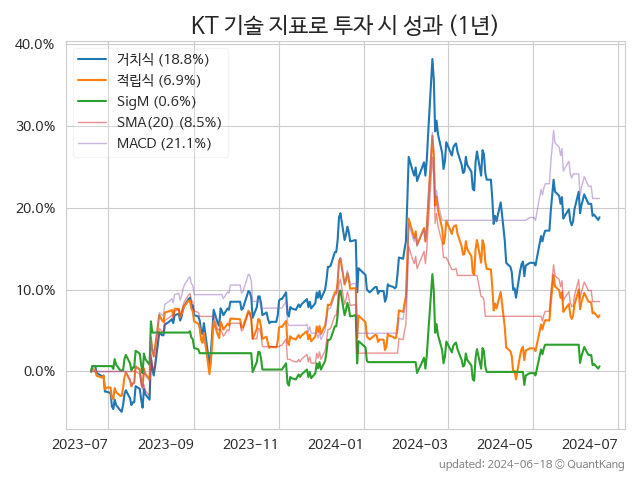 KT 기술 지표로 투자 시 성과 (1년)
40.0%
30.0%
20.0%
10.0%
0.0%
거치식 (18.8%)
적립식 (6.9%)
SigM (0.6%)
SMA(20) (8.5%)
MACD (21.1%)
2023-07 2023-09 2023-11 2024-01 2024-03 2024-05 2024-07
updated: 2024-06-18 @ QuantKang